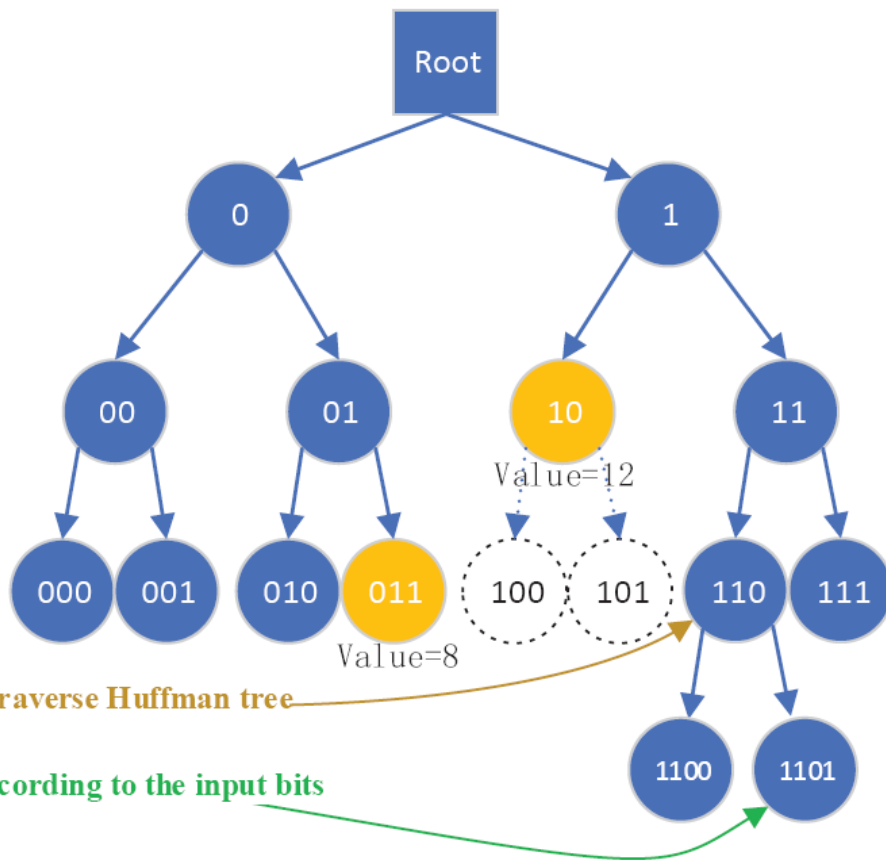 Root
0 1
00 01 10 11
Value=12
000 001 010 011 100 101 110 111
Value=8
raverse Huffman tree
1100 1101
cording to the input bits